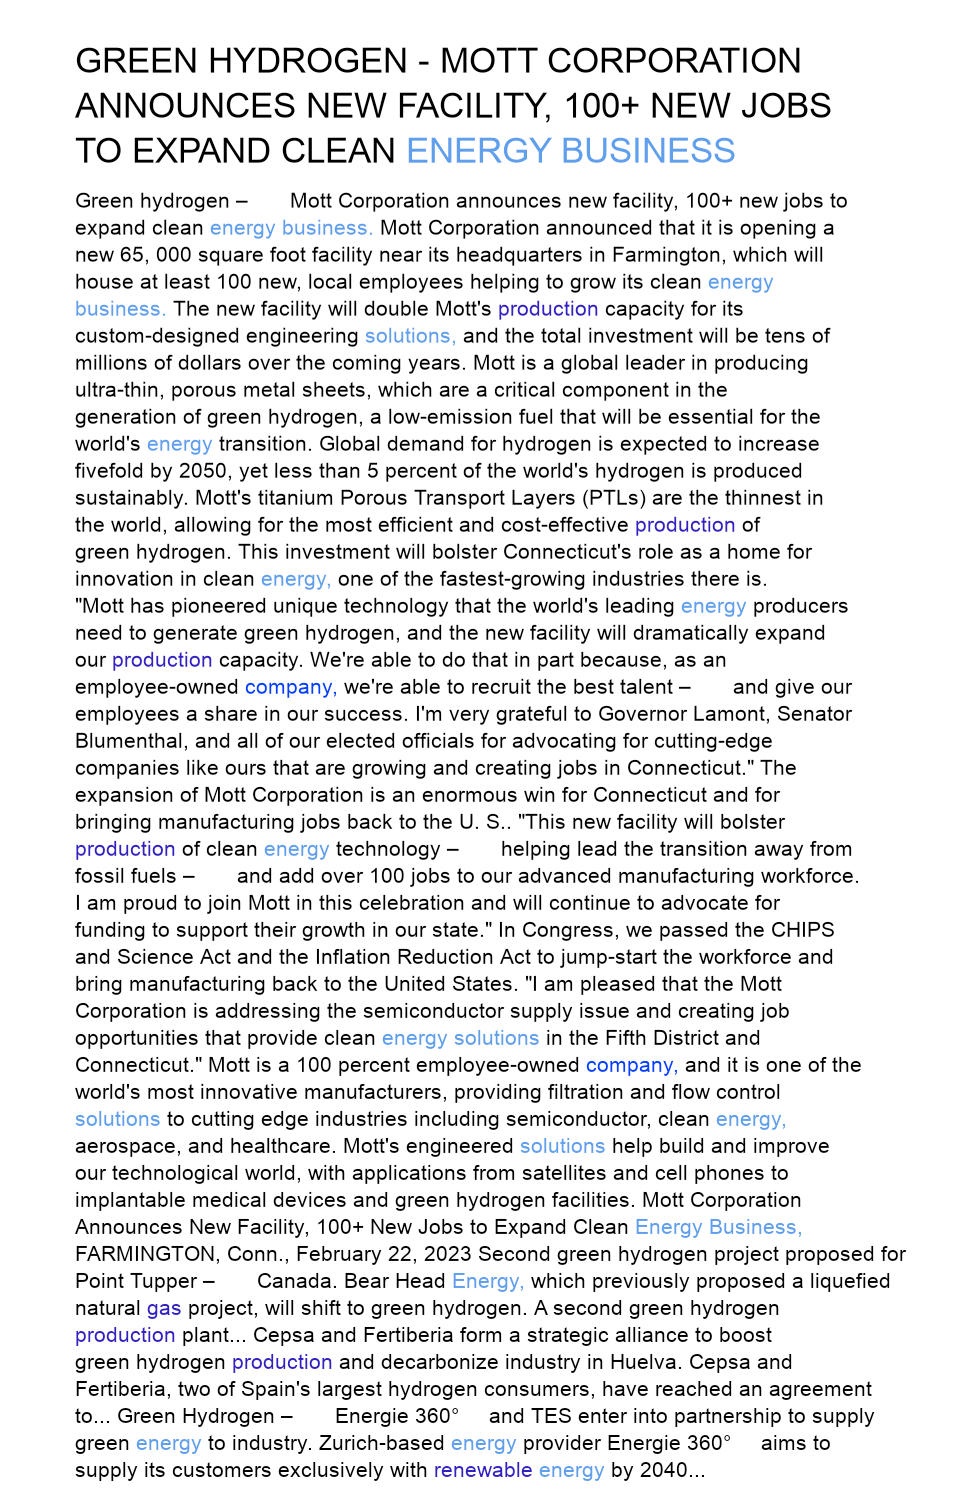 GREEN HYDROGEN - MOTT CORPORATION
ANNOUNCES NEW FACILITY, 100+ NEW JOBS
TO EXPAND CLEAN ENERGY BUSINESS
Green hydrogen – Mott Corporation announces new facility, 100+ new jobs to
expand clean energy business. Mott Corporation announced that it is opening a
new 65, 000 square foot facility near its headquarters in Farmington, which will
house at least 100 new, local employees helping to grow its clean energy
business. The new facility will double Mott's production capacity for its
custom-designed engineering solutions, and the total investment will be tens of
millions of dollars over the coming years. Mott is a global leader in producing
ultra-thin, porous metal sheets, which are a critical component in the
generation of green hydrogen, a low-emission fuel that will be essential for the
world's energy transition. Global demand for hydrogen is expected to increase
fivefold by 2050, yet less than 5 percent of the world's hydrogen is produced
sustainably. Mott's titanium Porous Transport Layers (PTLs) are the thinnest in
the world, allowing for the most efficient and cost-effective production of
green hydrogen. This investment will bolster Connecticut's role as a home for
innovation in clean energy, one of the fastest-growing industries there is.
"Mott has pioneered unique technology that the world's leading energy producers
need to generate green hydrogen, and the new facility will dramatically expand
our production capacity. We're able to do that in part because, as an
employee-owned company, we're able to recruit the best talent – and give our
employees a share in our success. I'm very grateful to Governor Lamont, Senator
Blumenthal, and all of our elected officials for advocating for cutting-edge
companies like ours that are growing and creating jobs in Connecticut." The
expansion of Mott Corporation is an enormous win for Connecticut and for
bringing manufacturing jobs back to the U. S.. "This new facility will bolster
production of clean energy technology – helping lead the transition away from
fossil fuels – and add over 100 jobs to our advanced manufacturing workforce.
I am proud to join Mott in this celebration and will continue to advocate for
funding to support their growth in our state." In Congress, we passed the CHIPS
and Science Act and the Inflation Reduction Act to jump-start the workforce and
bring manufacturing back to the United States. "I am pleased that the Mott
Corporation is addressing the semiconductor supply issue and creating job
opportunities that provide clean energy solutions in the Fifth District and
Connecticut." Mott is a 100 percent employee-owned company, and it is one of the
world's most innovative manufacturers, providing filtration and flow control
solutions to cutting edge industries including semiconductor, clean energy,
aerospace, and healthcare. Mott's engineered solutions help build and improve
our technological world, with applications from satellites and cell phones to
implantable medical devices and green hydrogen facilities. Mott Corporation
Announces New Facility, 100+ New Jobs to Expand Clean Energy Business,
FARMINGTON, Conn., February 22, 2023 Second green hydrogen project proposed for
Point Tupper – Canada. Bear Head Energy, which previously proposed a liquefied
natural gas project, will shift to green hydrogen. A second green hydrogen
production plant... Cepsa and Fertiberia form a strategic alliance to boost
green hydrogen production and decarbonize industry in Huelva. Cepsa and
Fertiberia, two of Spain's largest hydrogen consumers, have reached an agreement
to... Green Hydrogen – Energie 360° and TES enter into partnership to supply
green energy to industry. Zurich-based energy provider Energie 360° aims to
supply its customers exclusively with renewable energy by 2040...